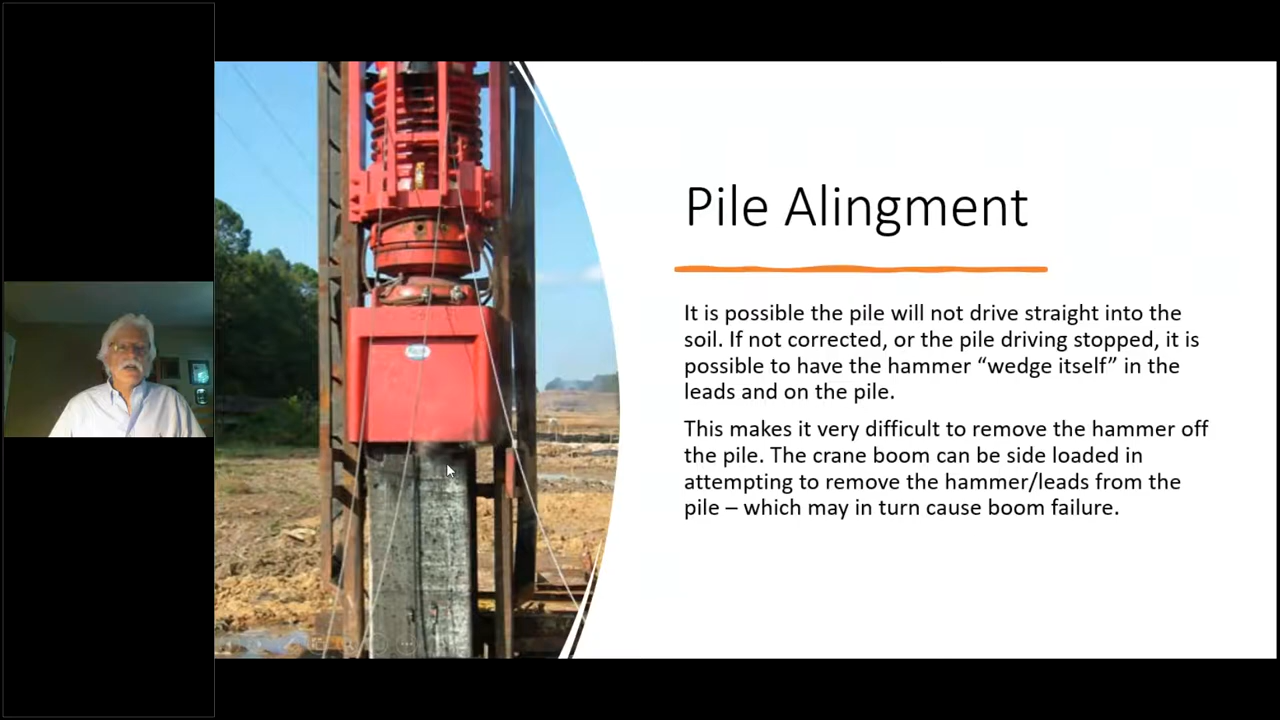 Pile Alingment
It is possible the pile will not drive straight into the
soil. If not corrected, or the pile driving stopped, it is
possible to have the hammer “wedge itself” in the
leads and on the pile.
This makes it very difficult to remove the hammer off
the pile. The crane boom can be side loaded in
attempting to remove the hammer/leads from the
pile – which may in turn cause boom failure.